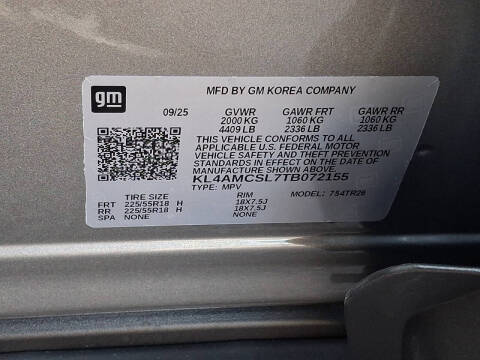 gm
MFD BY GM KOREA COMPANY
09/25 GVWR GAWR FRT GAWR RR
2000 KG 1060 KG 1060 KG
4409 LB 2336 LB 2336 LB
THIS VEHICLE CONFORMS TO ALL
APPLICABLE U.S. FEDERAL MOTOR
VEHICLE SAFETY AND THEFT PREVENTION
STANDARDS IN EFFECT ON THE DATE OF
MANUFACTURE SHOWN ABOVE.
KL4AMCSL7TB072155
TYPE: MPV MODEL: 754TR26
TIRE SIZE RIM
FRT 225/55R18 H 18X7.5J
RR 225/55R18 H 18X7.5J
SPA NONE NONE